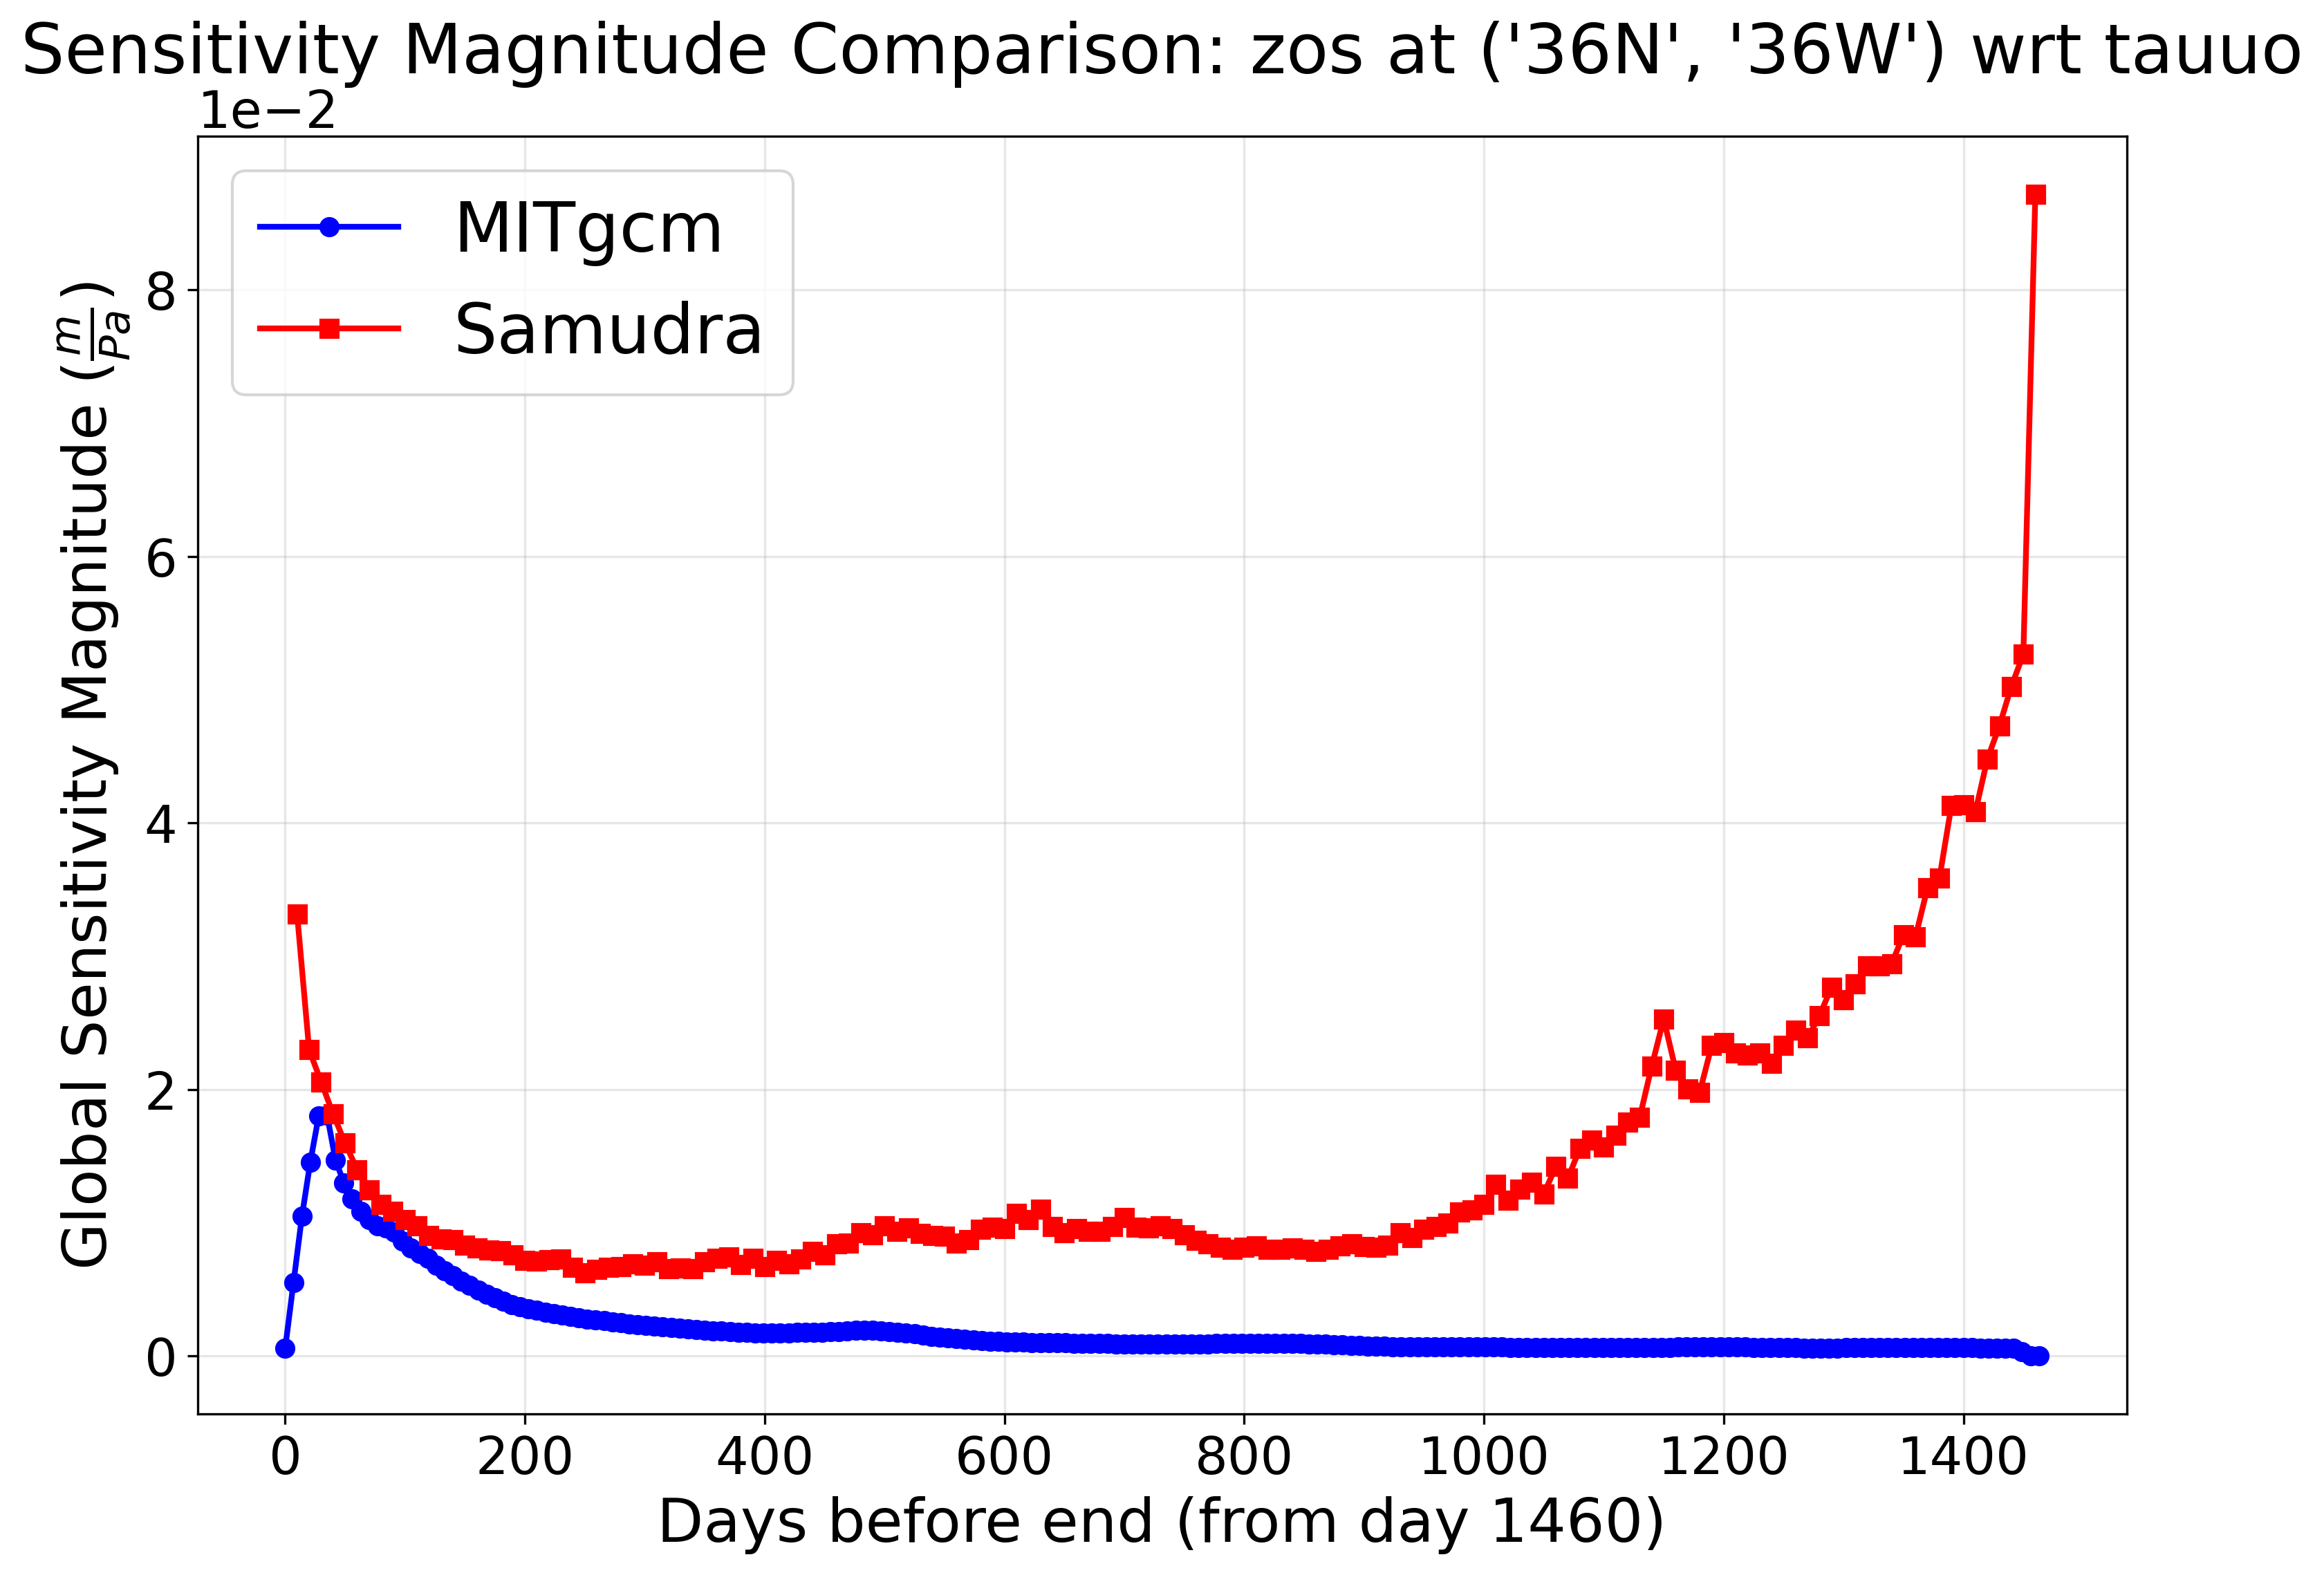 Sensitivity Magnitude Comparison: zos at ('36N', '36W') wrt tauuo
1e−2
MITgcm
Samudra
Global Sensitivity Magnitude (m/Pa)
8
6
4
2
0
0 200 400 600 800 1000 1200 1400
Days before end (from day 1460)